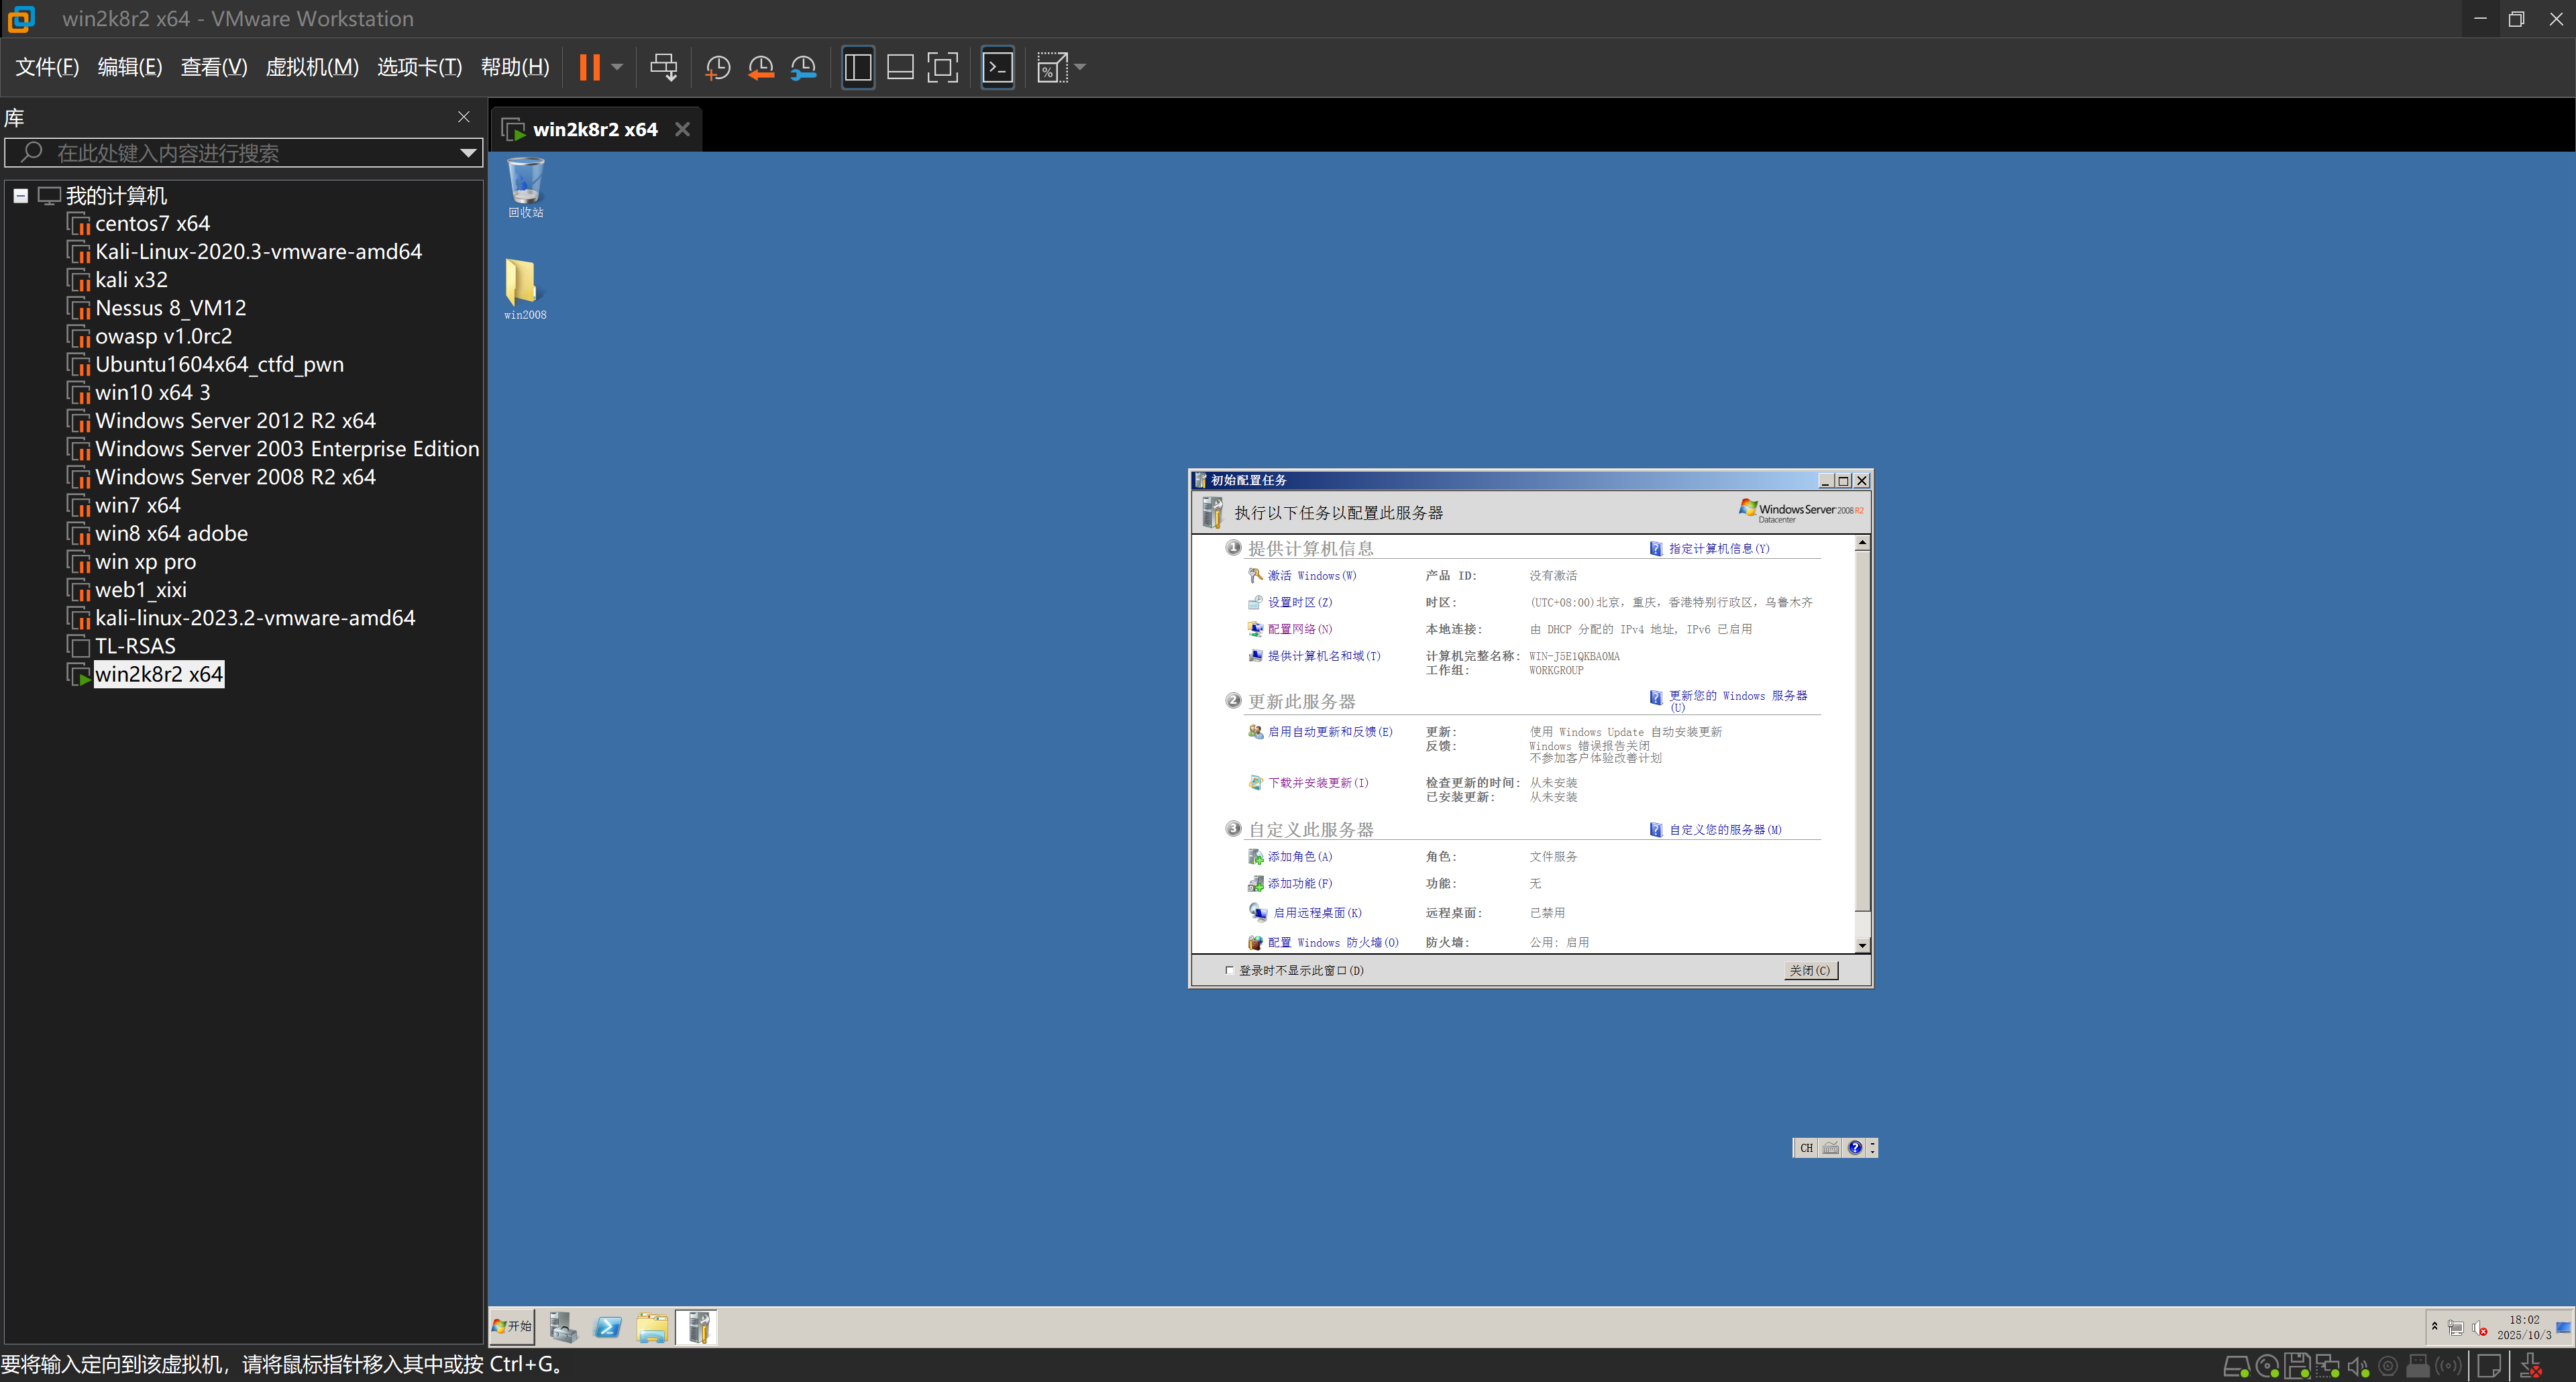 win2k8r2 x64 - VMware Workstation
文件(F) 编辑(E) 查看(V) 虚拟机(M) 选项卡(T) 帮助(H)
库
在此处键入内容进行搜索
我的计算机
centos7 x64
Kali-Linux-2020.3-vmware-amd64
kali x32
Nessus 8_VM12
owasp v1.0rc2
Ubuntu1604x64_ctfd_pwn
win10 x64 3
Windows Server 2012 R2 x64
Windows Server 2003 Enterprise Edition
Windows Server 2008 R2 x64
win7 x64
win8 x64 adobe
win xp pro
web1_xixi
kali-linux-2023.2-vmware-amd64
TL-RSAS
win2k8r2 x64
win2k8r2 x64
回收站
win2008
初始配置任务
执行以下任务以配置此服务器
Windows Server 2008 R2
Datacenter
1 提供计算机信息 指定计算机信息(Y)
激活 Windows(W) 产品 ID: 没有激活
设置时区(Z) 时区: (UTC+08:00)北京，重庆，香港特别行政区，乌鲁木齐
配置网络(N) 本地连接: 由 DHCP 分配的 IPv4 地址, IPv6 已启用
提供计算机名和域(T) 计算机完整名称: WIN-J5E1QKBAOMA
工作组: WORKGROUP
2 更新此服务器 更新您的 Windows 服务器
(U)
启用自动更新和反馈(E) 更新: 使用 Windows Update 自动安装更新
反馈: Windows 错误报告关闭
不参加客户体验改善计划
下载并安装更新(I) 检查更新的时间: 从未安装
已安装更新: 从未安装
3 自定义此服务器 自定义您的服务器(M)
添加角色(A) 角色: 文件服务
添加功能(F) 功能: 无
启用远程桌面(K) 远程桌面: 已禁用
配置 Windows 防火墙(O) 防火墙: 公用: 启用
登录时不显示此窗口(D) 关闭(C)
CH
开始
18:02
2025/10/3
要将输入定向到该虚拟机，请将鼠标指针移入其中或按 Ctrl+G。